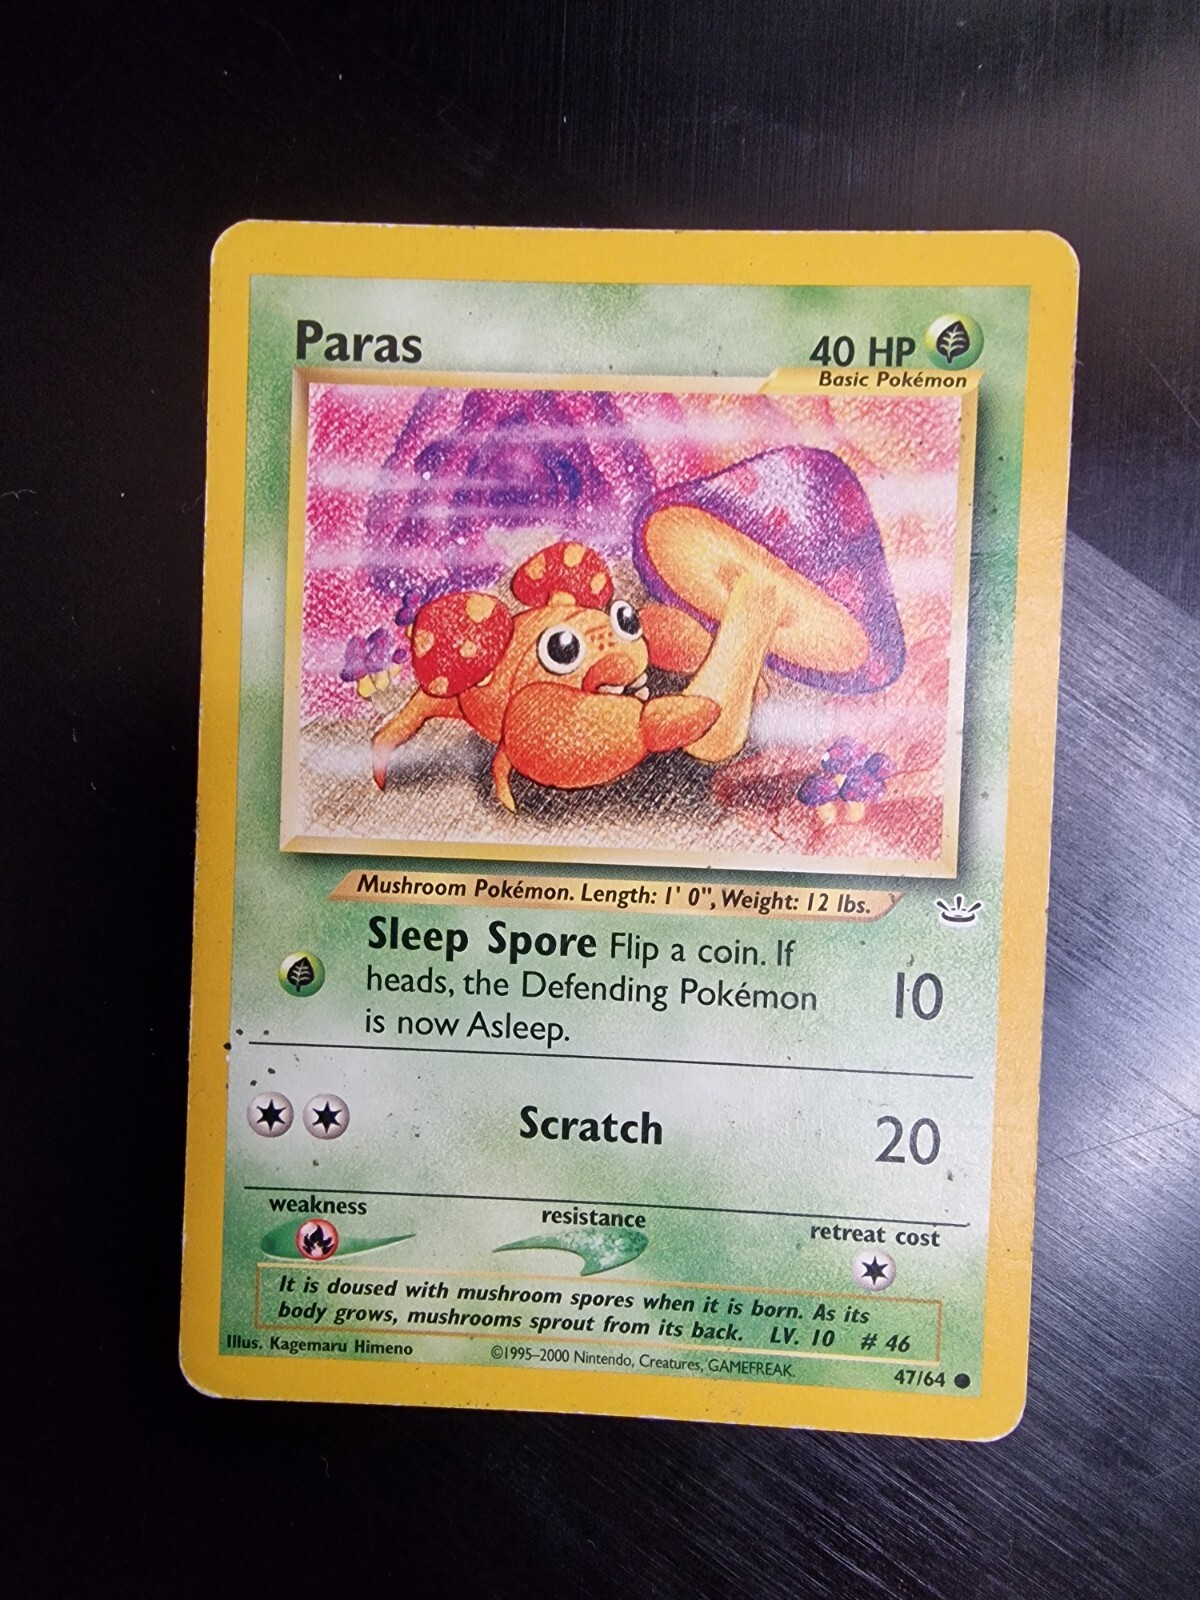 Paras
40 HP
Basic Pokémon
Mushroom Pokémon. Length: 1' 0", Weight: 12 lbs.
Sleep Spore Flip a coin. If
heads, the Defending Pokémon
is now Asleep.
10
Scratch
20
weakness
resistance
retreat cost
It is doused with mushroom spores when it is born. As its
body grows, mushrooms sprout from its back. LV. 10 # 46
Illus. Kagemaru Himeno
©1995–2000 Nintendo, Creatures, GAMEFREAK.
47/64